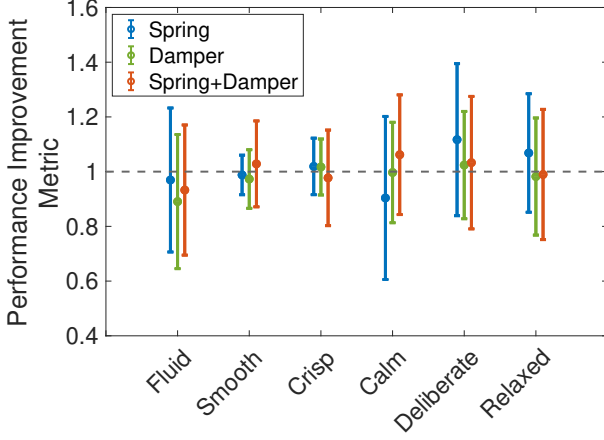 Performance Improvement
Metric
1.6
1.4
1.2
1
0.8
0.6
0.4
Spring
Damper
Spring+Damper
Fluid
Smooth
Crisp
Calm
Deliberate
Relaxed